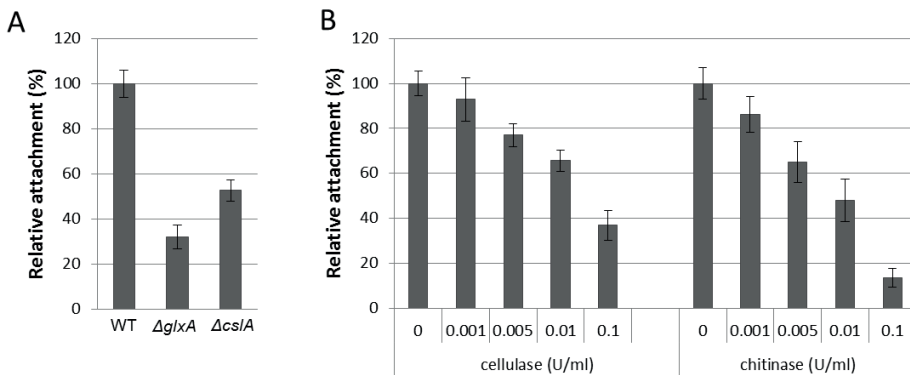 A
Relative attachment (%)
120
100
80
60
40
20
0
WT ΔglxA ΔcslA
B
Relative attachment (%)
120
100
80
60
40
20
0
0 0.001 0.005 0.01 0.1 0 0.001 0.005 0.01 0.1
cellulase (U/ml) chitinase (U/ml)